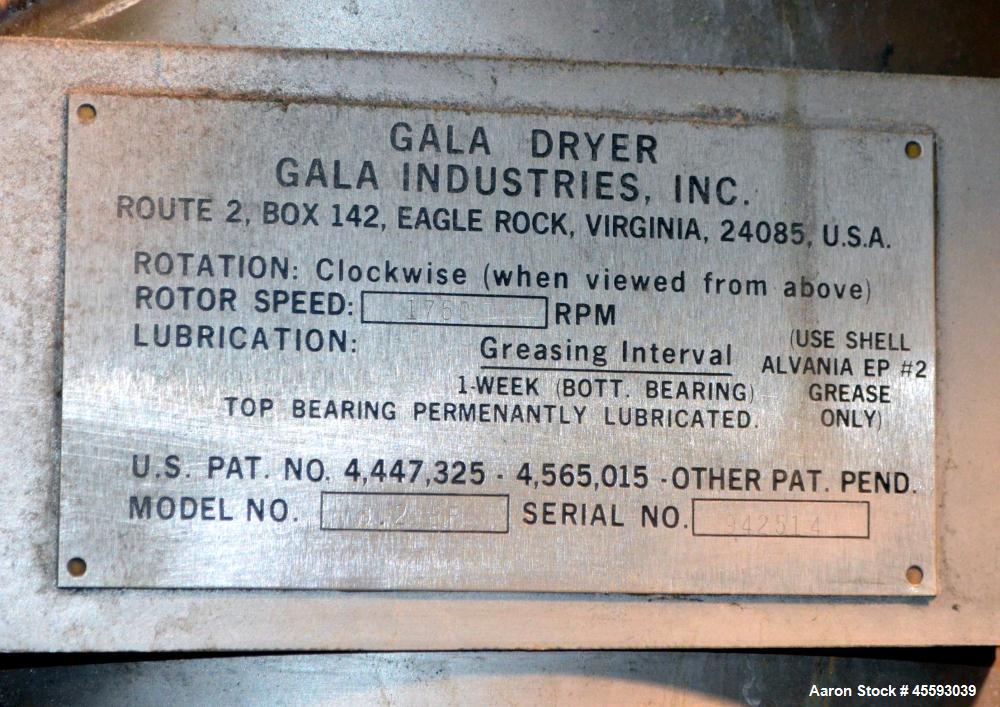 GALA DRYER
GALA INDUSTRIES, INC.
ROUTE 2, BOX 142, EAGLE ROCK, VIRGINIA, 24085, U.S.A.
ROTATION: Clockwise (when viewed from above)
ROTOR SPEED: 1760 RPM
LUBRICATION: Greasing Interval
1-WEEK (BOTT. BEARING)
TOP BEARING PERMENANTLY LUBRICATED.
(USE SHELL
ALVANIA EP #2
GREASE
ONLY)
U.S. PAT. NO. 4,447,325 - 4,565,015 - OTHER PAT. PEND.
MODEL NO. SERIAL NO. 942514
Aaron Stock # 45593039